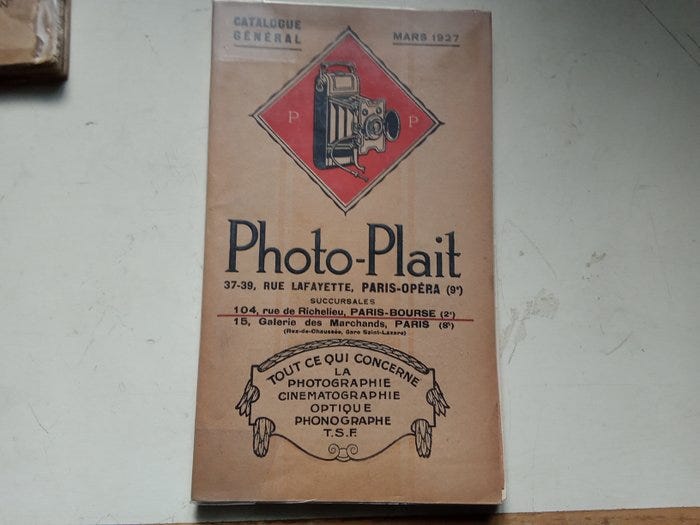 CATALOGUE
GÉNÉRAL
MARS 1927
P P
Photo-Plait
37-39, RUE LAFAYETTE, PARIS-OPÉRA (9e)
SUCCURSALES
104, rue de Richelieu, PARIS-BOURSE (2e)
15, Galerie des Marchands, PARIS (8e)
(Rez-de-Chaussée, Gare Saint-Lazare)
TOUT CE QUI CONCERNE
LA
PHOTOGRAPHIE
CINEMATOGRAPHIE
OPTIQUE
PHONOGRAPHE
T.S.F.